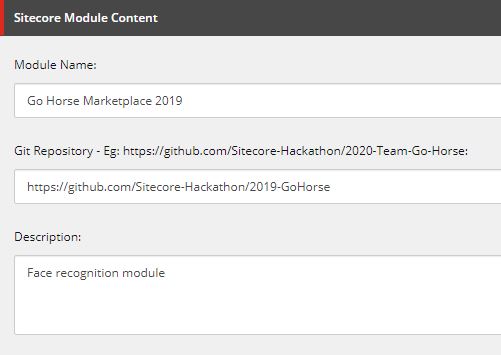 Sitecore Module Content
Module Name:
Go Horse Marketplace 2019
Git Repository - Eg: https://github.com/Sitecore-Hackathon/2020-Team-Go-Horse:
https://github.com/Sitecore-Hackathon/2019-GoHorse
Description:
Face recognition module